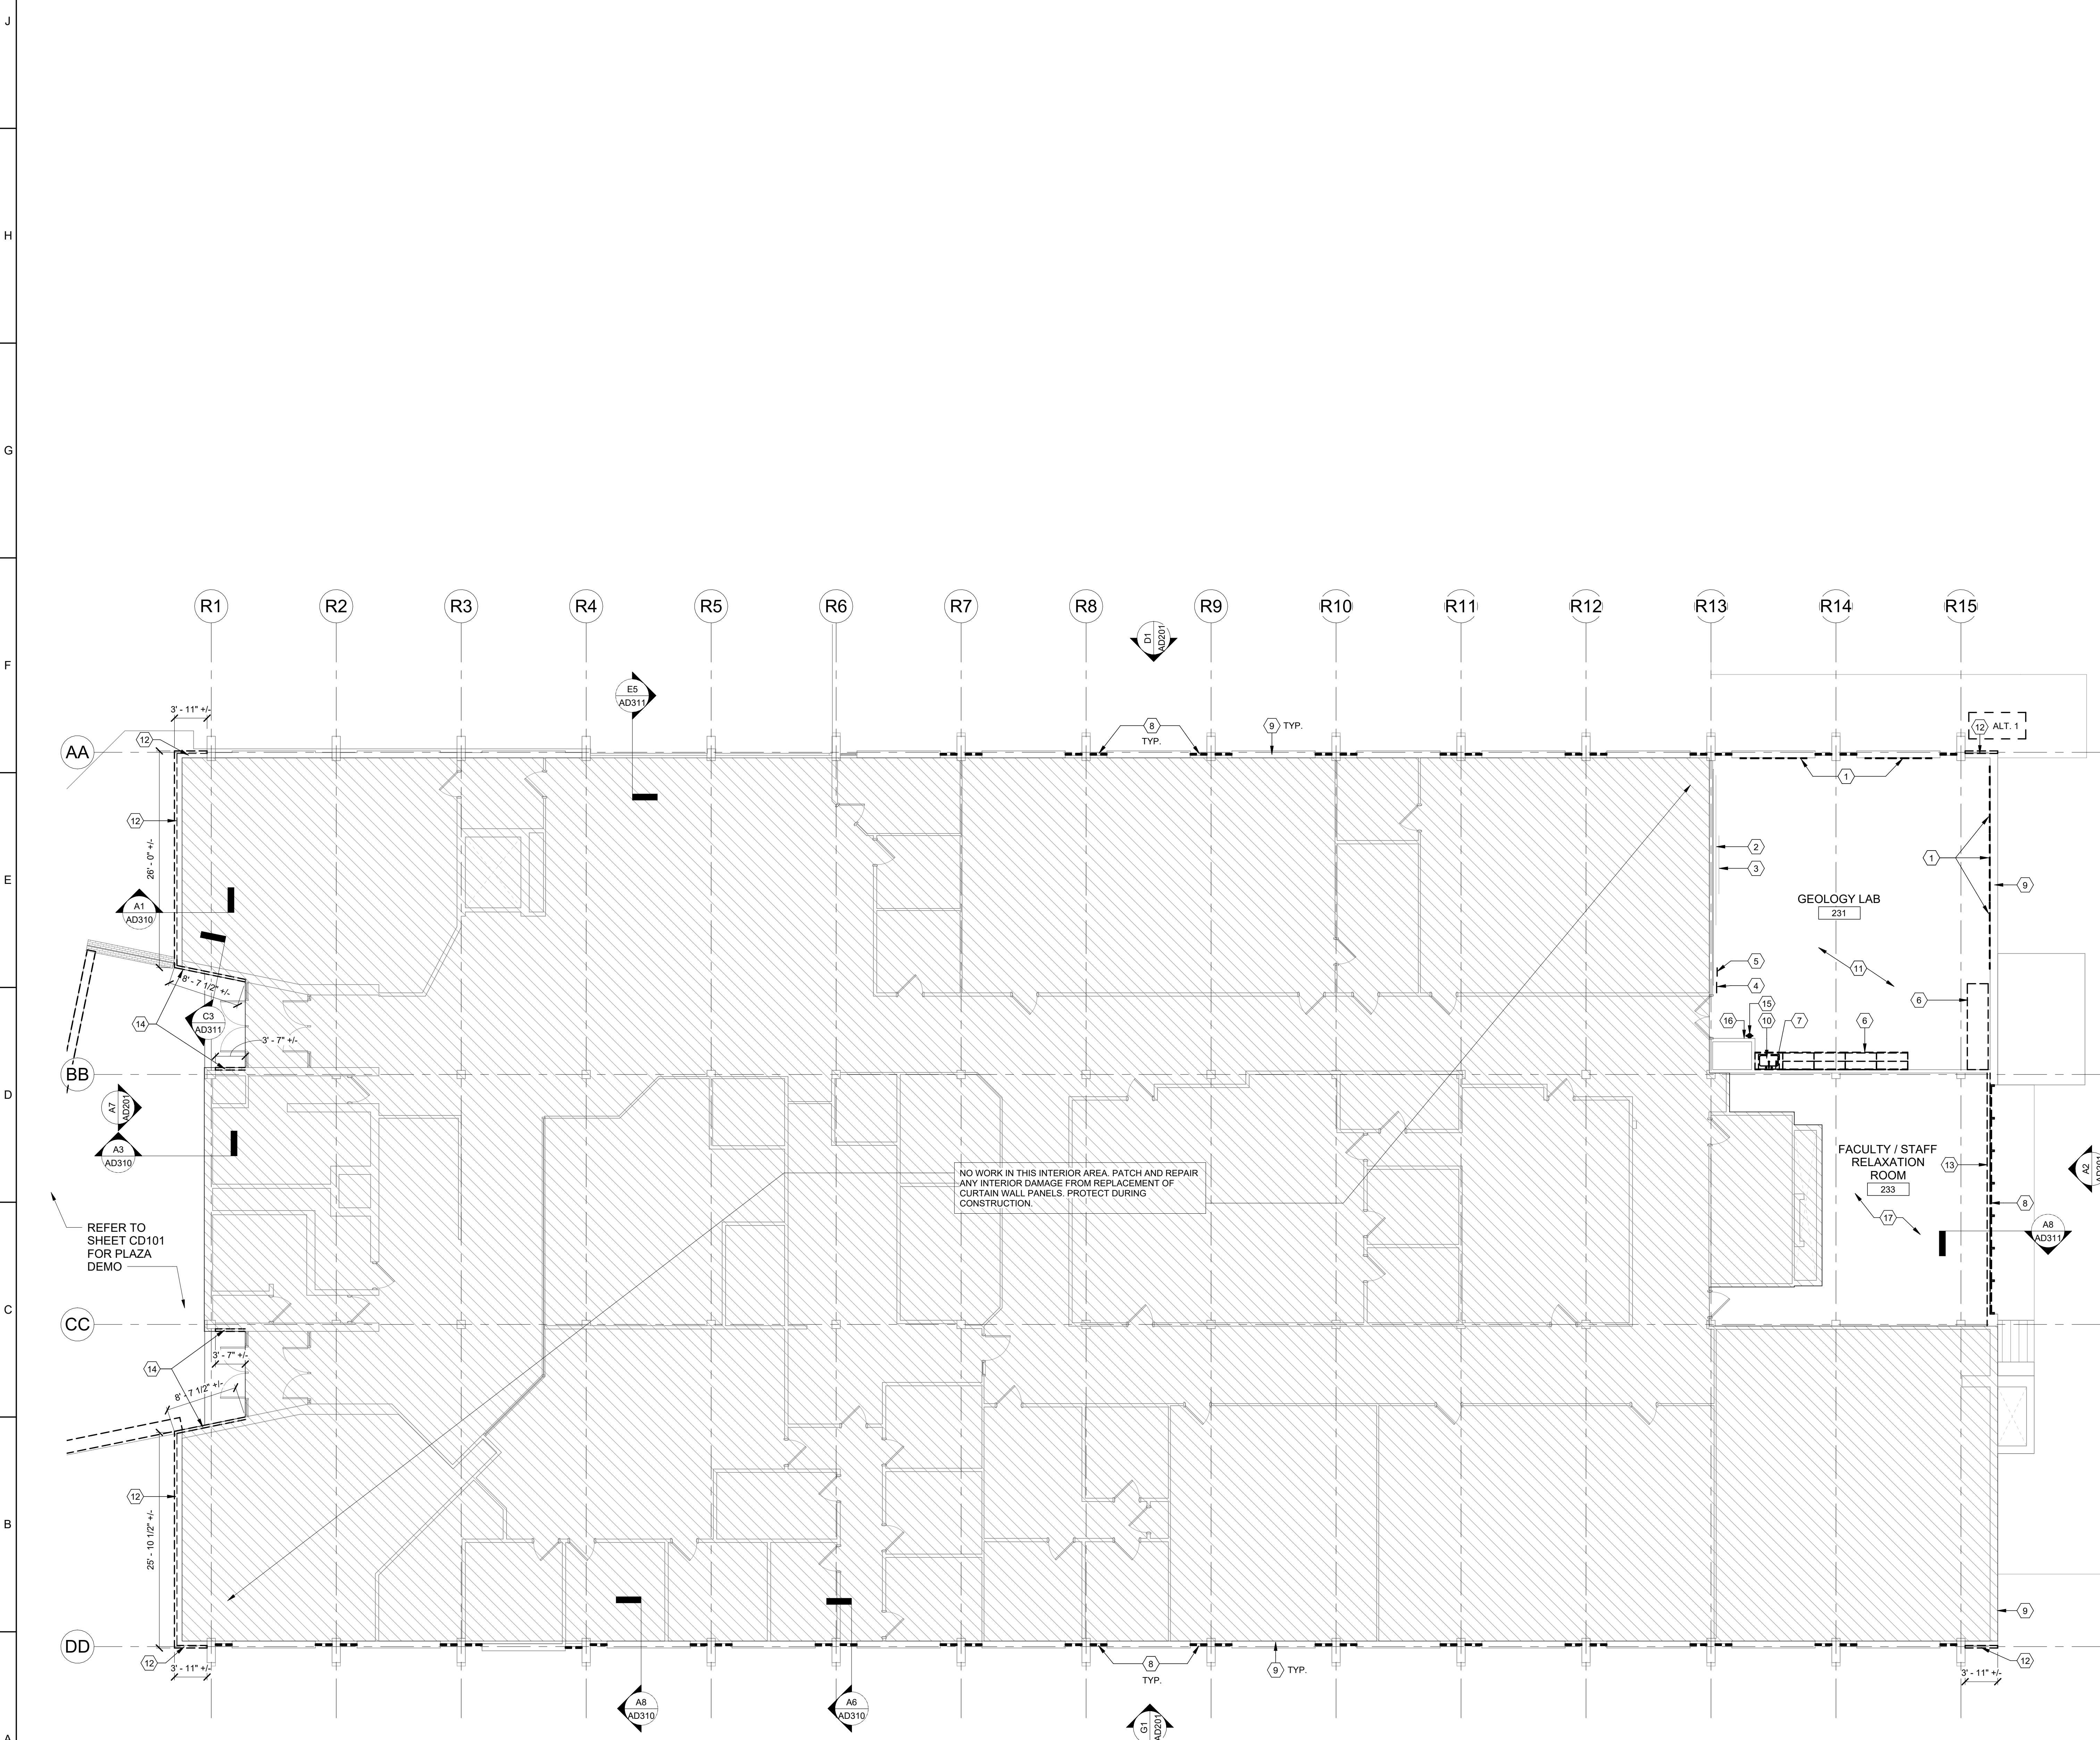 J
H
G
F
E
D
C
B
A
R1
R2
R3
R4
R5
R6
R7
R8
R9
R10
R11
R12
R13
R14
R15
D1
AD201
E5
AD311
3' - 11" +/-
12
AA
8
TYP.
9 TYP.
12 ALT. 1
1
12
26' - 0" +/-
2
3
1
9
A1
AD310
GEOLOGY LAB
231
5
11
4
8' - 7 1/2" +/-
6
14
C3
AD311
15
16
10
7
6
3' - 7" +/-
BB
A7
AD201
A3
AD310
FACULTY / STAFF
RELAXATION
ROOM
233
13
A2
AD201
NO WORK IN THIS INTERIOR AREA. PATCH AND REPAIR
ANY INTERIOR DAMAGE FROM REPLACEMENT OF
CURTAIN WALL PANELS. PROTECT DURING
CONSTRUCTION.
8
17
A8
AD311
REFER TO
SHEET CD101
FOR PLAZA
DEMO
CC
3' - 7" +/-
14
8' - 7 1/2" +/-
12
25' - 10 1/2" +/-
9
DD
12
3' - 11" +/-
8
TYP.
9 TYP.
12
3' - 11" +/-
A8
AD310
A6
AD310
G1
AD201